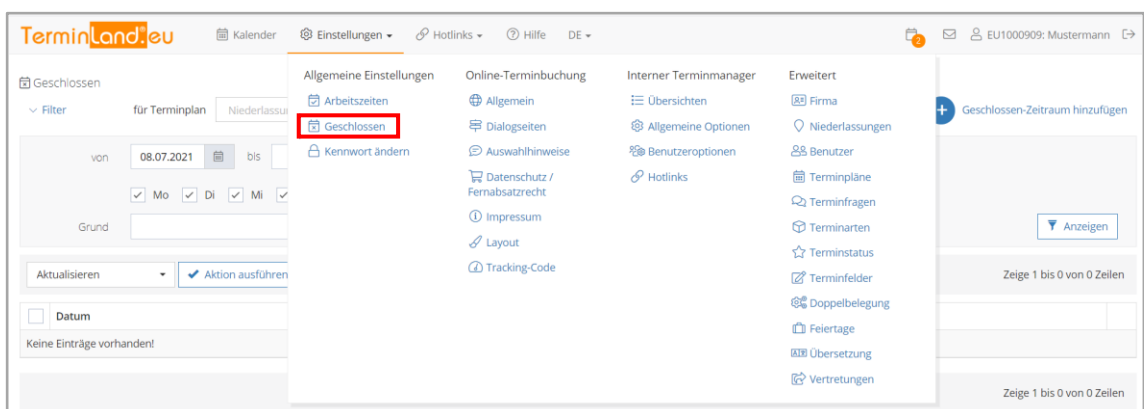 TerminLand.eu Kalender Einstellungen Hotlinks Hilfe DE 2 EU1000909: Mustermann
Geschlossen
Filter für Terminplan Niederlassu
Geschlossen-Zeitraum hinzufügen
von 08.07.2021 bis
Mo Di Mi
Grund
Anzeigen
Aktualisieren Aktion ausführen
Zeige 1 bis 0 von 0 Zeilen
Datum
Keine Einträge vorhanden!
Zeige 1 bis 0 von 0 Zeilen
Allgemeine Einstellungen
Arbeitszeiten
Geschlossen
Kennwort ändern
Online-Terminbuchung
Allgemein
Dialogseiten
Auswahlhinweise
Datenschutz /
Fernabsatzrecht
Impressum
Layout
Tracking-Code
Interner Terminmanager
Übersichten
Allgemeine Optionen
Benutzeroptionen
Hotlinks
Erweitert
Firma
Niederlassungen
Benutzer
Terminpläne
Terminfragen
Terminarten
Terminstatus
Terminfelder
Doppelbelegung
Feiertage
Übersetzung
Vertretungen